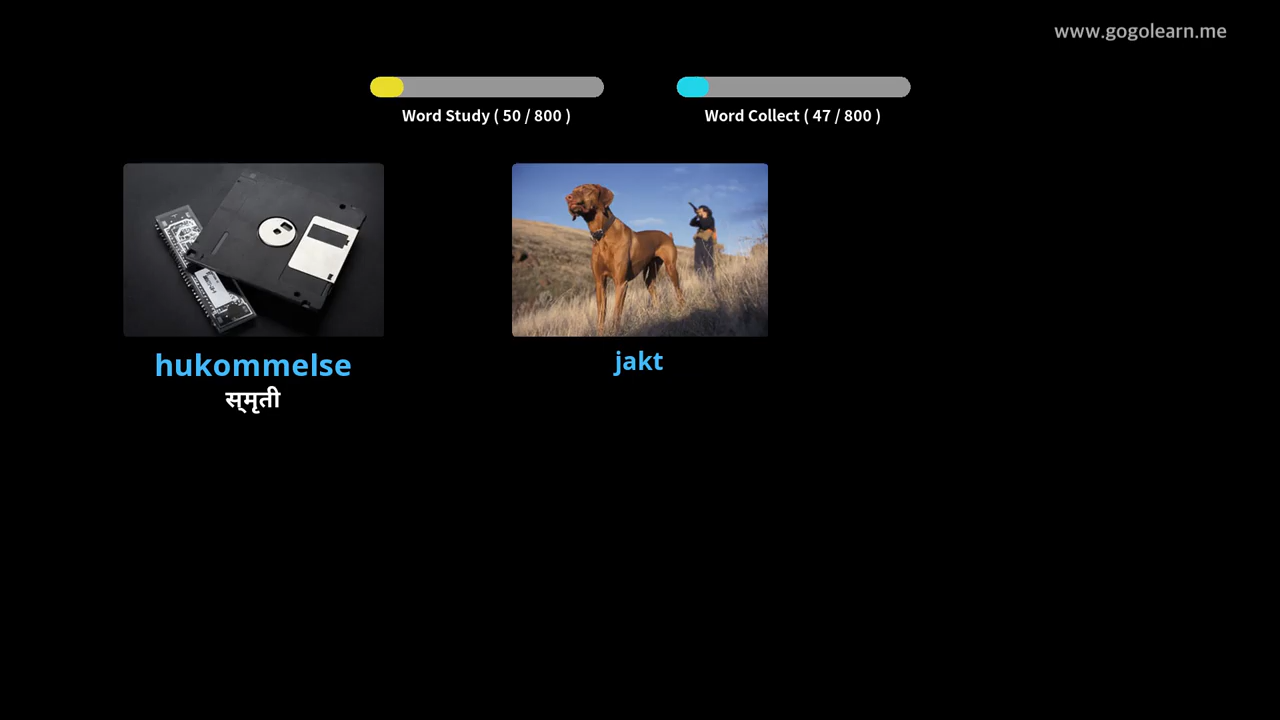 www.gogolearn.me
Word Study ( 50 / 800 )
Word Collect ( 47 / 800 )
hukommelse
स्मृती
jakt